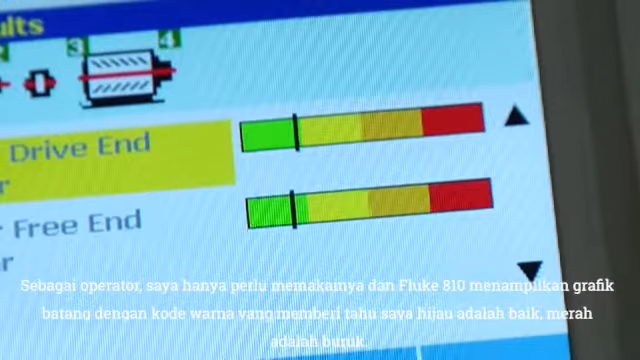 ults
3 4
Drive End
r
Free End
r
Sebagai operator, saya hanya perlu memakainya dan Fluke 810 menampilkan grafik
batang dengan kode warna yang memberi tahu saya hijau adalah baik, merah
adalah buruk.